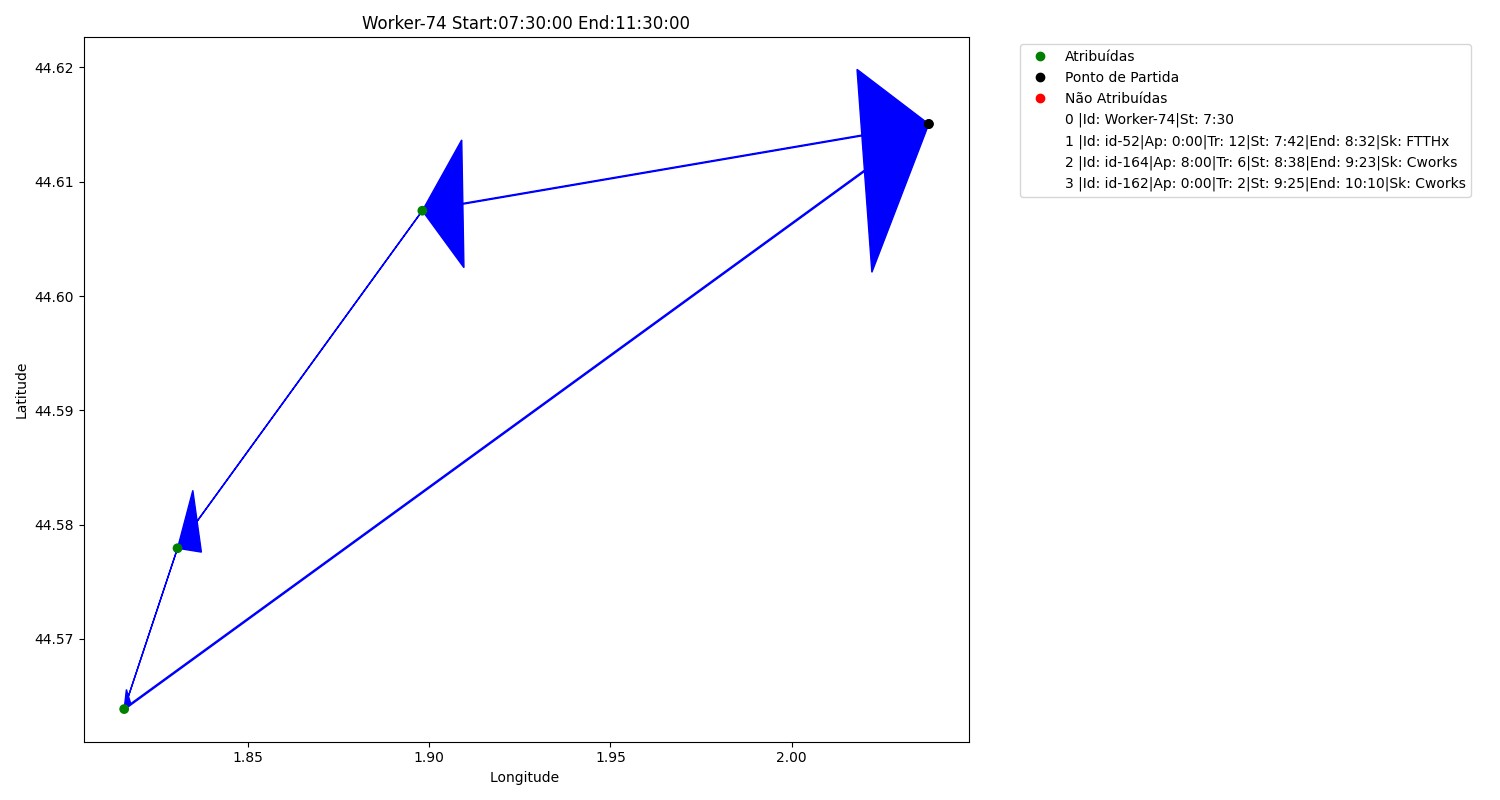 Worker-74 Start:07:30:00 End:11:30:00
44.62
44.61
44.60
44.59
44.58
44.57
Latitude
1.85
1.90
1.95
2.00
Longitude
Atribuídas
Ponto de Partida
Não Atribuídas
0 |Id: Worker-74|St: 7:30
1 |Id: id-52|Ap: 0:00|Tr: 12|St: 7:42|End: 8:32|Sk: FTTHx
2 |Id: id-164|Ap: 8:00|Tr: 6|St: 8:38|End: 9:23|Sk: Cworks
3 |Id: id-162|Ap: 0:00|Tr: 2|St: 9:25|End: 10:10|Sk: Cworks